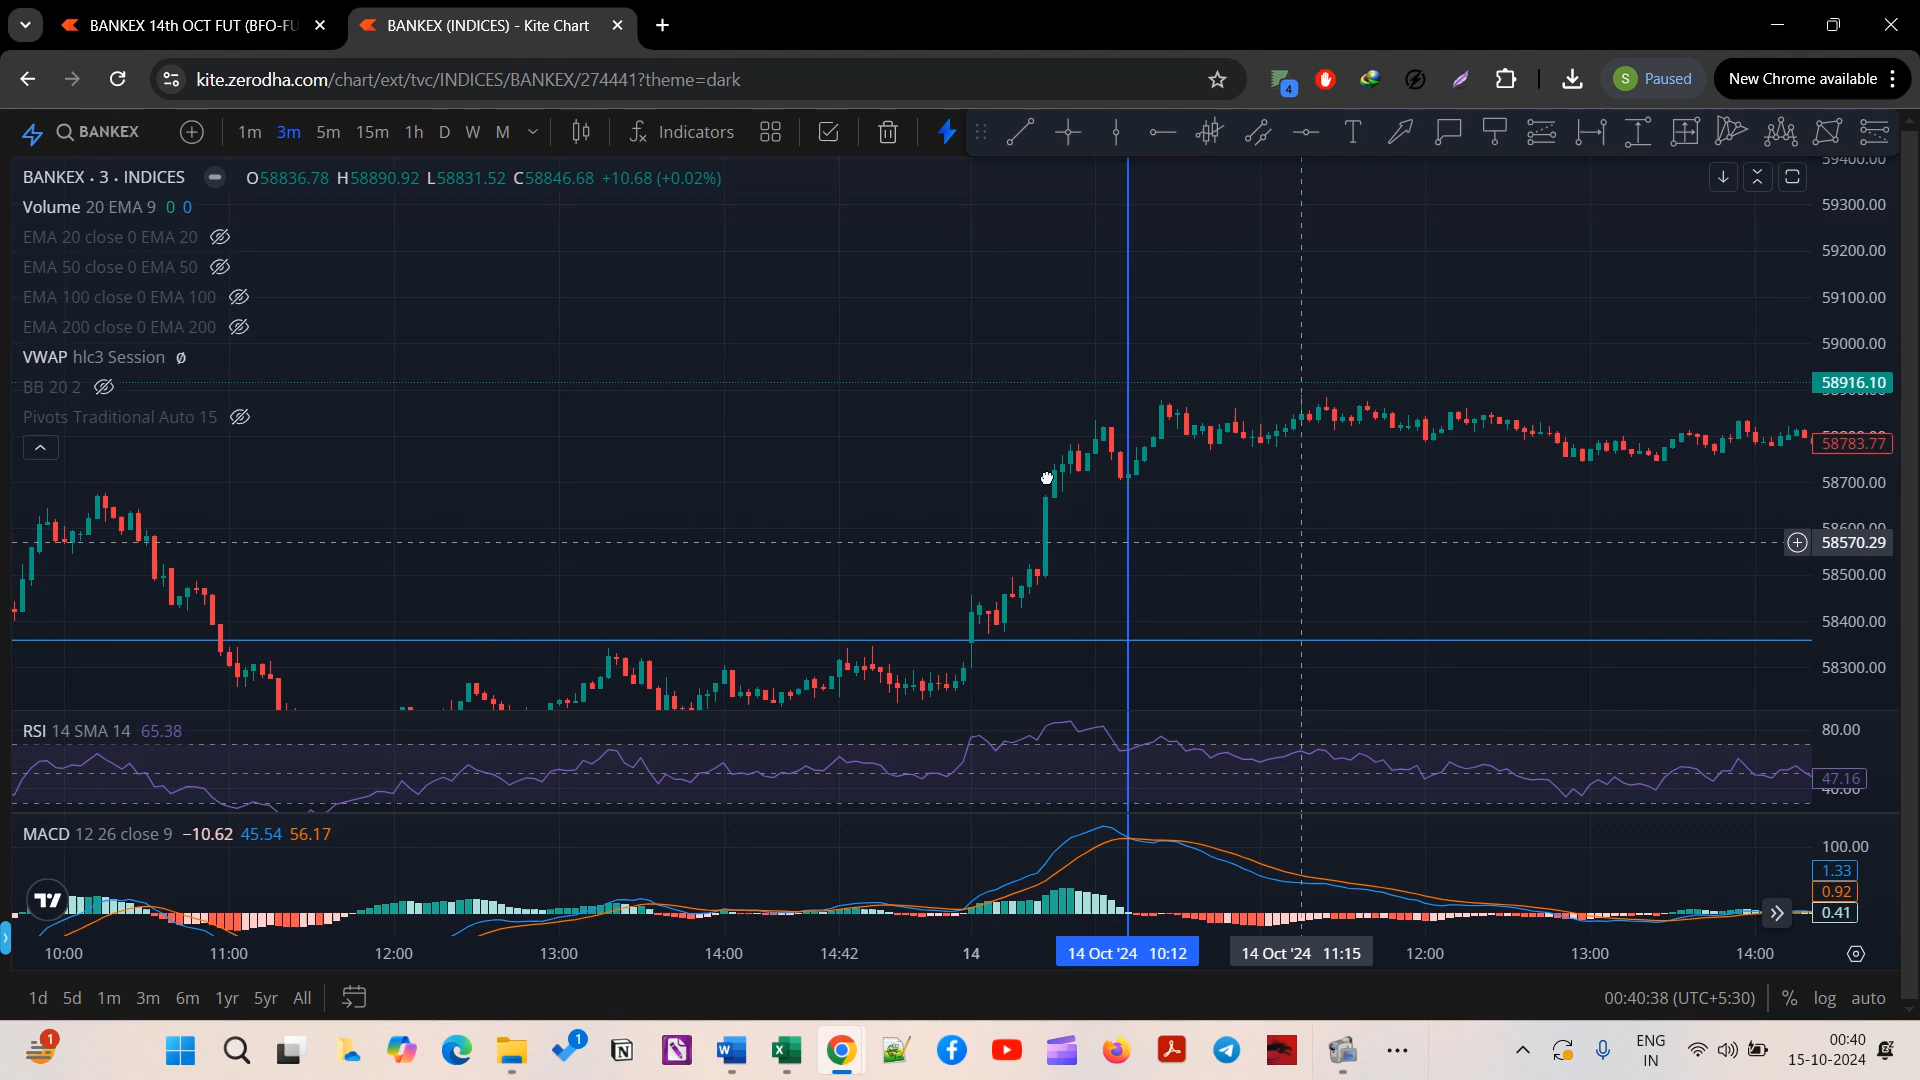 BANKEX 14th OCT FUT (BFO-FU
BANKEX (INDICES) - Kite Chart
kite.zerodha.com/chart/ext/tvc/INDICES/BANKEX/274441?theme=dark
4
S Paused
New Chrome available
BANKEX
1m 3m 5m 15m 1h D W M
Indicators
BANKEX · 3 · INDICES
O58836.78 H58890.92 L58831.52 C58846.68 +10.68 (+0.02%)
Volume 20 EMA 9 0 0
EMA 20 close 0 EMA 20
EMA 50 close 0 EMA 50
EMA 100 close 0 EMA 100
EMA 200 close 0 EMA 200
VWAP hlc3 Session ø
BB 20 2
Pivots Traditional Auto 15
59400.00
59300.00
59200.00
59100.00
59000.00
58916.10
58783.77
58700.00
58600.00
58570.29
58500.00
58400.00
58300.00
RSI 14 SMA 14 65.38
80.00
47.16
40.00
MACD 12 26 close 9 −10.62 45.54 56.17
100.00
1.33
0.92
0.41
10:00 11:00 12:00 13:00 14:00 14:42 14 14 Oct '24 10:12 14 Oct '24 11:15 12:00 13:00 14:00
1d 5d 1m 3m 6m 1yr 5yr All
00:40:38 (UTC+5:30) % log auto
1
1
ENG
IN
00:40
15-10-2024